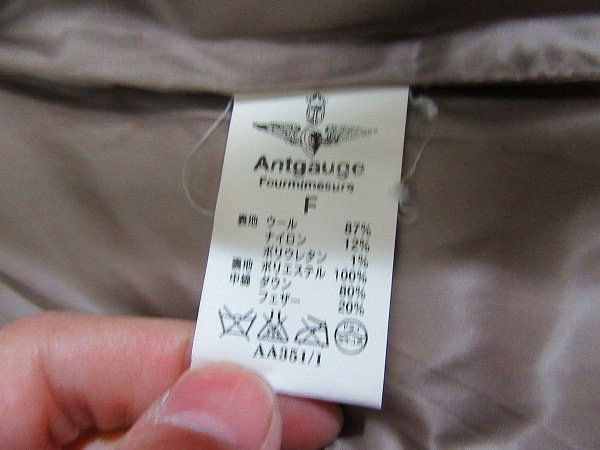 Antgauge
Fourmimesure
F
表地 ウール 87%
ナイロン 12%
ポリウレタン 1%
裏地 ポリエステル 100%
中綿 ダウン 80%
フェザー 20%
AA351/1